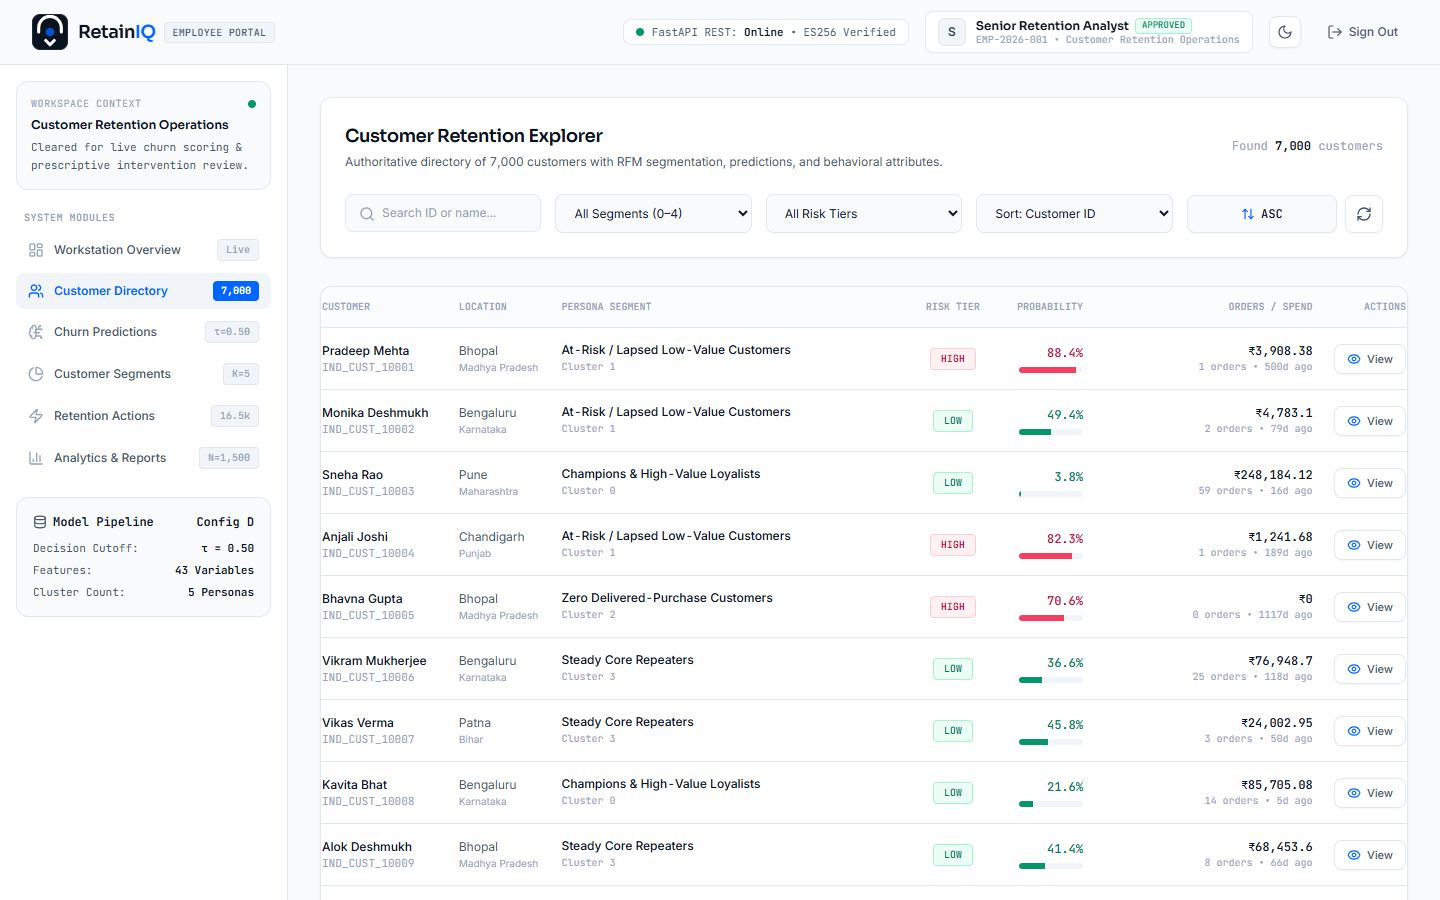 RetainIQ EMPLOYEE PORTAL
FastAPI REST: Online • ES256 Verified
S
Senior Retention Analyst APPROVED
EMP-2026-001 • Customer Retention Operations
Sign Out
WORKSPACE CONTEXT
Customer Retention Operations
Cleared for live churn scoring &
prescriptive intervention review.
SYSTEM MODULES
Workstation Overview Live
Customer Directory 7,000
Churn Predictions τ=0.50
Customer Segments K=5
Retention Actions 16.5k
Analytics & Reports N=1,500
Model Pipeline Config D
Decision Cutoff: τ = 0.50
Features: 43 Variables
Cluster Count: 5 Personas
Customer Retention Explorer
Authoritative directory of 7,000 customers with RFM segmentation, predictions, and behavioral attributes.
Found 7,000 customers
Search ID or name... All Segments (0–4) All Risk Tiers Sort: Customer ID ASC
CUSTOMER LOCATION PERSONA SEGMENT RISK TIER PROBABILITY ORDERS / SPEND ACTIONS
Pradeep Mehta Bhopal At-Risk / Lapsed Low-Value Customers HIGH 88.4% ₹3,908.38 View
IND_CUST_10001 Madhya Pradesh Cluster 1 1 orders • 500d ago
Monika Deshmukh Bengaluru At-Risk / Lapsed Low-Value Customers LOW 49.4% ₹4,783.1 View
IND_CUST_10002 Karnataka Cluster 1 2 orders • 79d ago
Sneha Rao Pune Champions & High-Value Loyalists LOW 3.8% ₹248,184.12 View
IND_CUST_10003 Maharashtra Cluster 0 59 orders • 16d ago
Anjali Joshi Chandigarh At-Risk / Lapsed Low-Value Customers HIGH 82.3% ₹1,241.68 View
IND_CUST_10004 Punjab Cluster 1 1 orders • 189d ago
Bhavna Gupta Bhopal Zero Delivered-Purchase Customers HIGH 70.6% ₹0 View
IND_CUST_10005 Madhya Pradesh Cluster 2 0 orders • 1117d ago
Vikram Mukherjee Bengaluru Steady Core Repeaters LOW 36.6% ₹76,948.7 View
IND_CUST_10006 Karnataka Cluster 3 25 orders • 118d ago
Vikas Verma Patna Steady Core Repeaters LOW 45.8% ₹24,002.95 View
IND_CUST_10007 Bihar Cluster 3 3 orders • 50d ago
Kavita Bhat Bengaluru Champions & High-Value Loyalists LOW 21.6% ₹85,705.08 View
IND_CUST_10008 Karnataka Cluster 0 14 orders • 5d ago
Alok Deshmukh Bhopal Steady Core Repeaters LOW 41.4% ₹68,453.6 View
IND_CUST_10009 Madhya Pradesh Cluster 3 8 orders • 66d ago